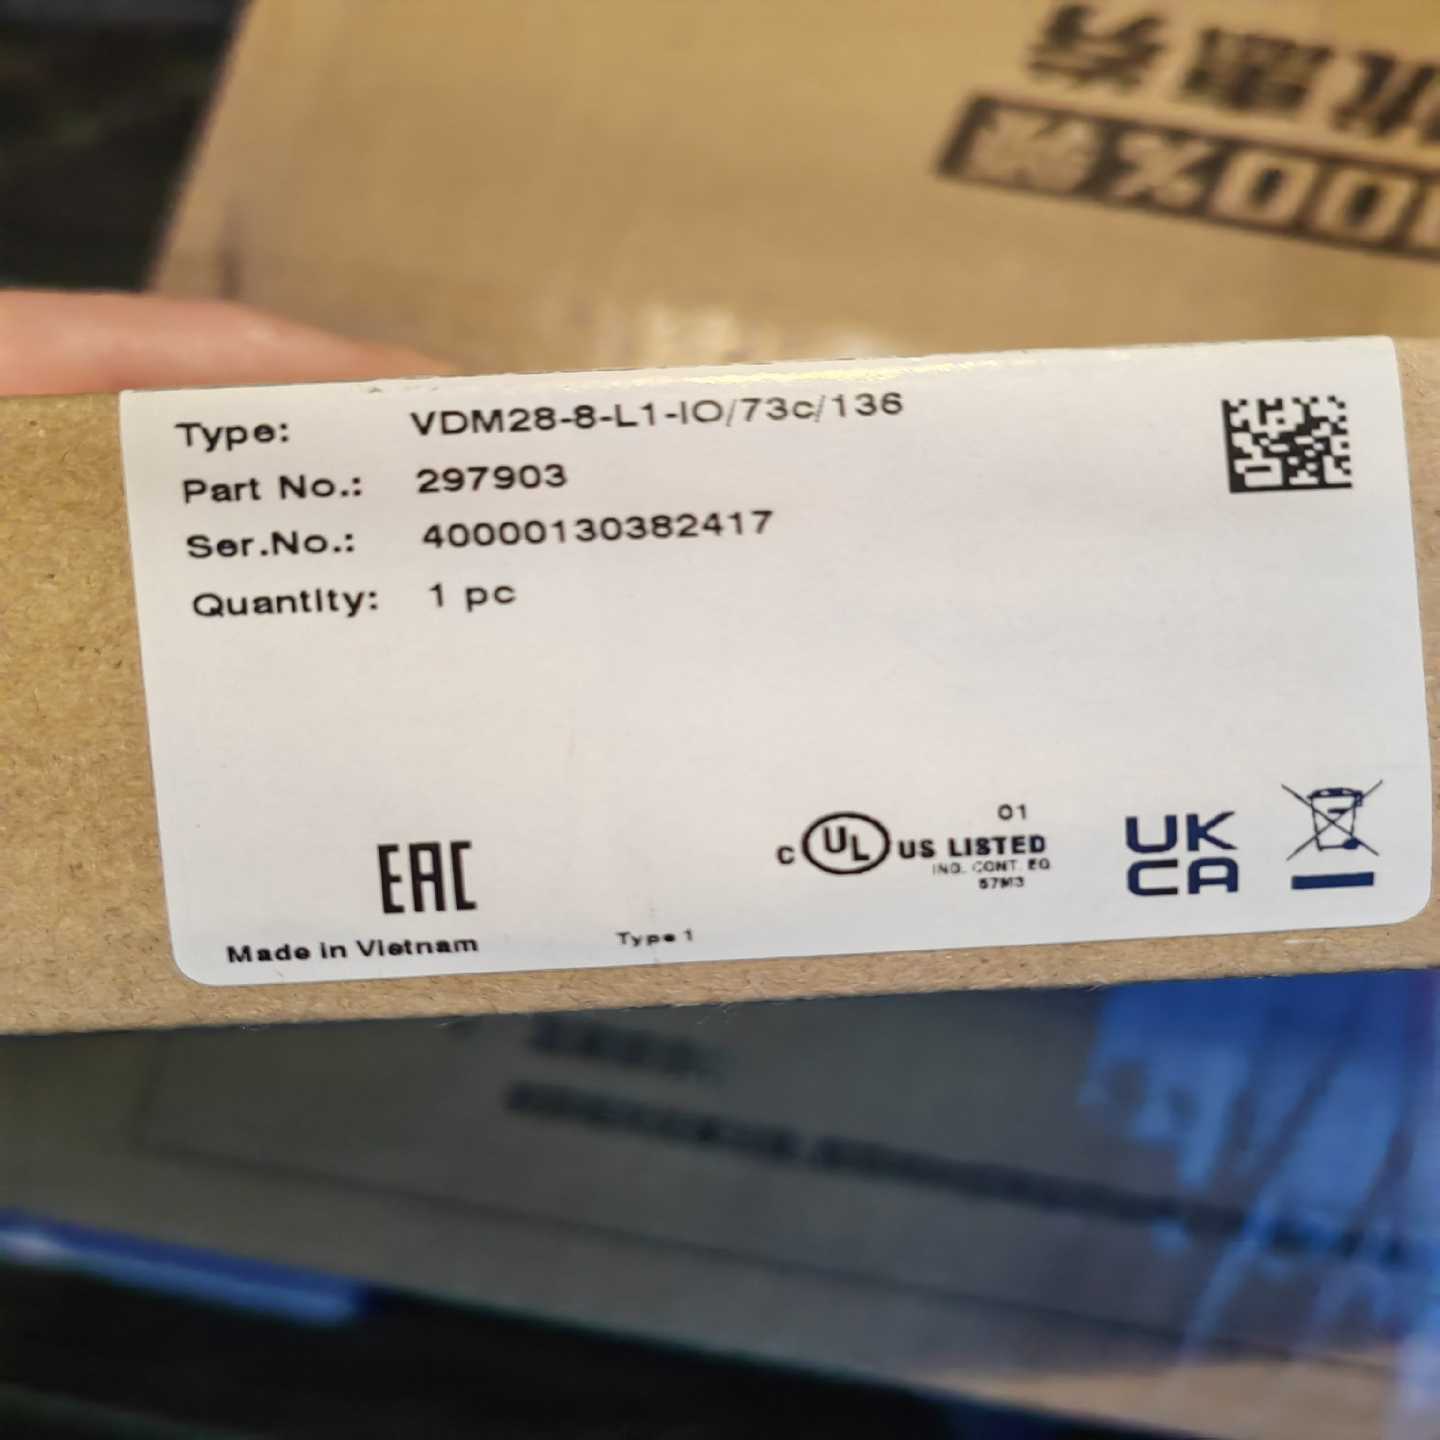 Type: VDM28-8-L1-IO/73c/136
Part No.: 297903
Ser.No.: 40000130382417
Quantity: 1 pc
EAC
Made in Vietnam
Type 1
c UL US LISTED
01
IND. CONT. EQ
57M3
UK
CA
00%